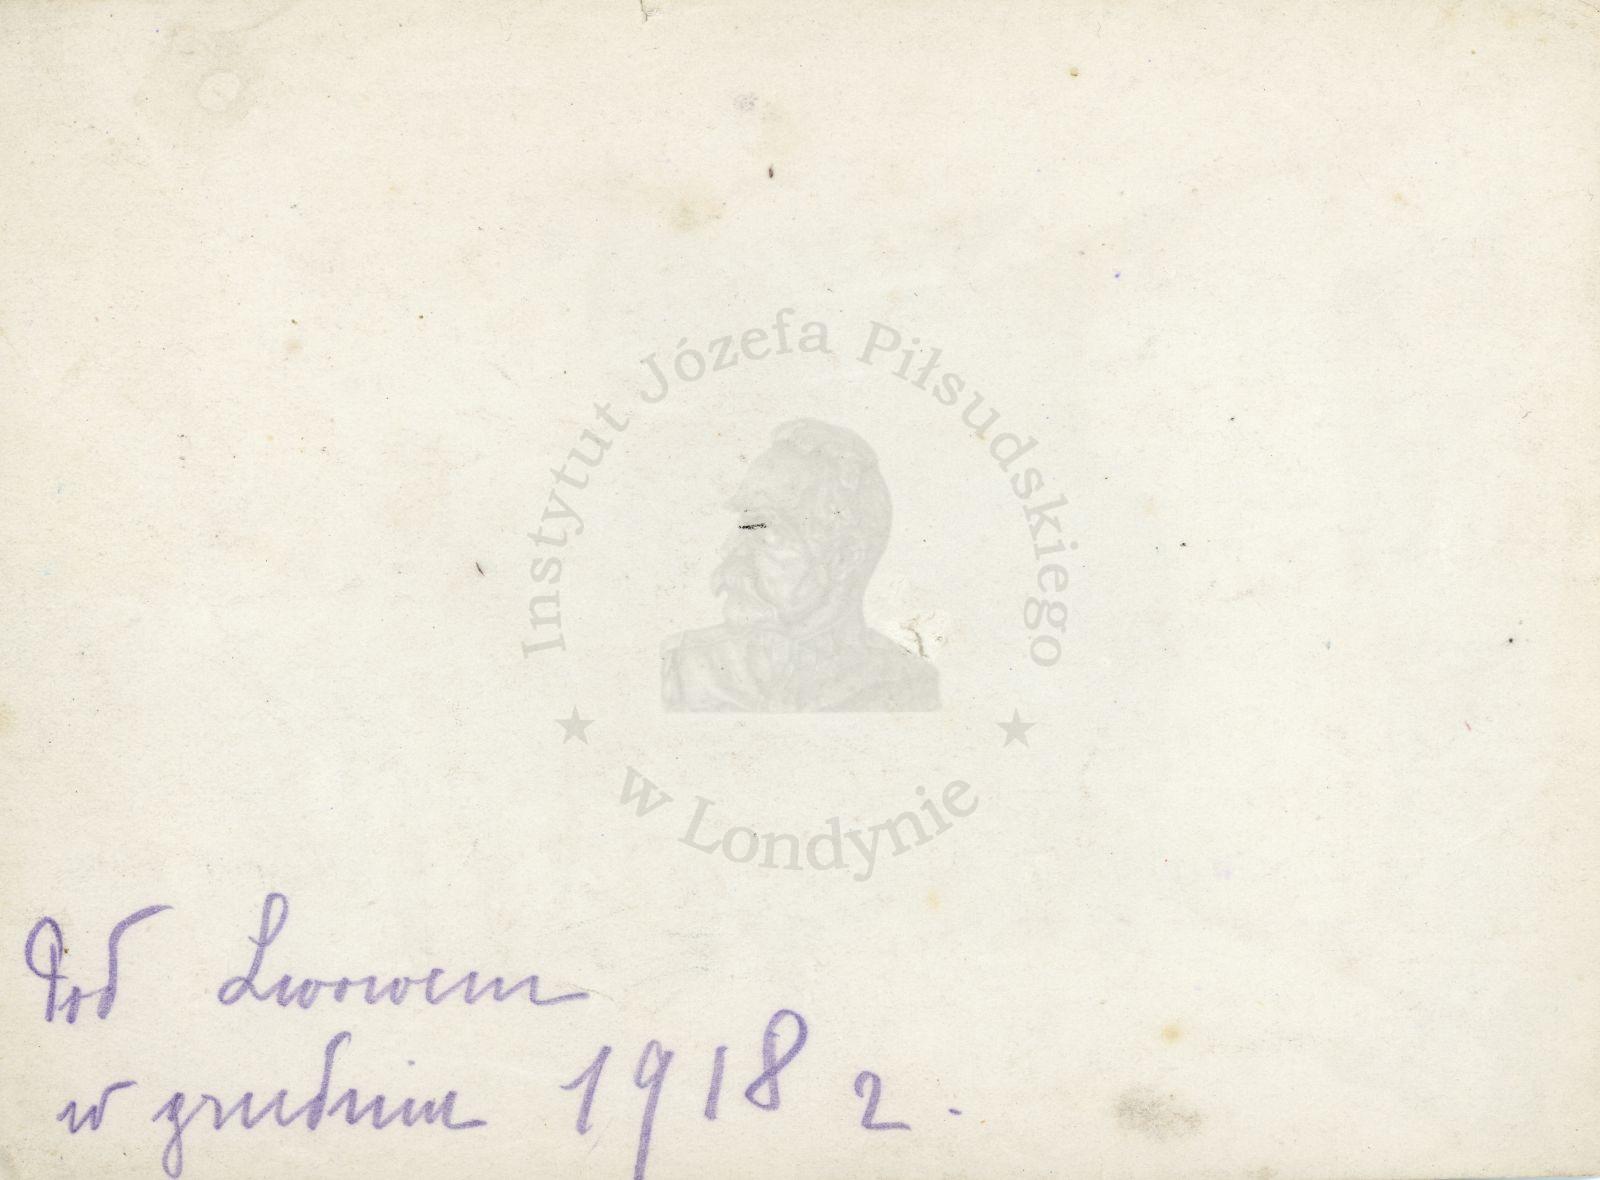 Instytut Józefa Piłsudskiego
w Londynie
Pod Lwowem
w grudniu 1918 r.